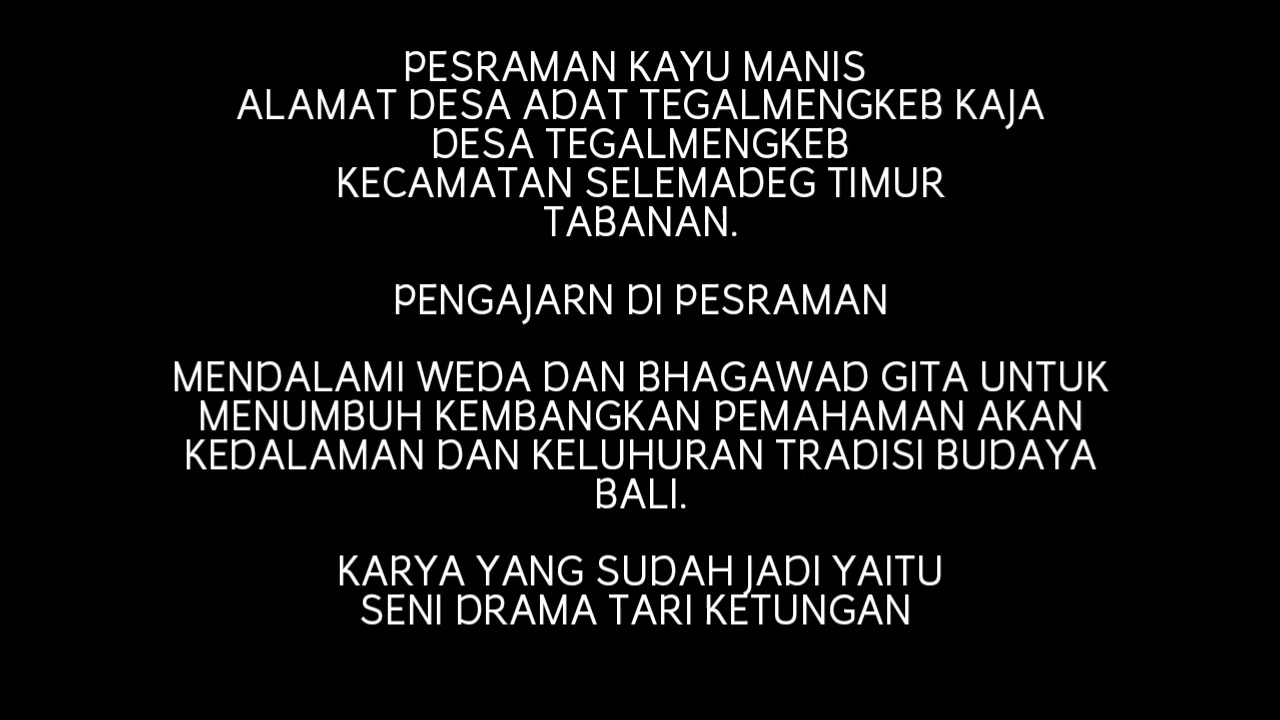 PESRAMAN KAYU MANIS
ALAMAT DESA ADAT TEGALMENGKEB KAJA
DESA TEGALMENGKEB
KECAMATAN SELEMADEG TIMUR
TABANAN.
PENGAJARN DI PESRAMAN
MENDALAMI WEDA DAN BHAGAWAD GITA UNTUK
MENUMBUH KEMBANGKAN PEMAHAMAN AKAN
KEDALAMAN DAN KELUHURAN TRADISI BUDAYA
BALI.
KARYA YANG SUDAH JADI YAITU
SENI DRAMA TARI KETUNGAN